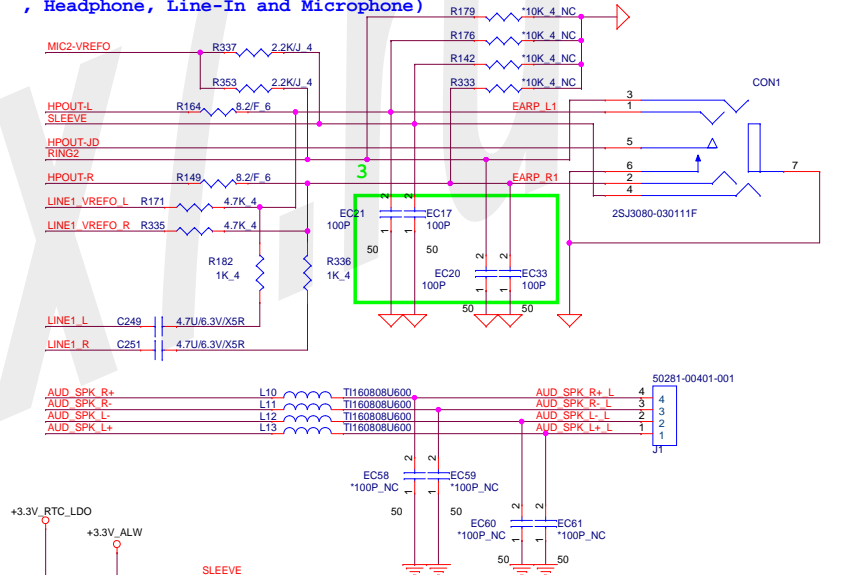 , Headphone, Line-In and Microphone)
R179 *10K_4_NC
R176 *10K_4_NC
MIC2-VREFO R337 2.2K/J_4
R142 *10K_4_NC
R353 2.2K/J_4 R333 *10K_4_NC
CON1
3
HPOUT-L R164 8.2/F_6 EARP_L1 1
SLEEVE
HPOUT-JD 5
RING2
3
6 7
HPOUT-R R149 8.2/F_6 EARP_R1 2
4
LINE1_VREFO_L R171 4.7K_4
2 2
EC21 EC17 2SJ3080-030111F
LINE1_VREFO_R R335 4.7K_4 100P 100P
1 1
50 50
R182 R336
1K_4 1K_4
2 2
EC20 EC33
100P 100P
1 1
50 50
LINE1_L C249 4.7U/6.3V/X5R
LINE1_R C251 4.7U/6.3V/X5R
50281-00401-001
AUD_SPK_R+ L10 TI160808U600 AUD_SPK_R+_L 4 4
AUD_SPK_R- L11 TI160808U600 AUD_SPK_R-_L 3 3
AUD_SPK_L- L12 TI160808U600 AUD_SPK_L-_L 2 2
AUD_SPK_L+ L13 TI160808U600 AUD_SPK_L+_L 1 1
J1
2 2
EC58 EC59
*100P_NC *100P_NC
1 1
50 50
2 2
+3.3V_RTC_LDO
EC60 EC61
*100P_NC *100P_NC
+3.3V_ALW
1 1
50 50
SLEEVE